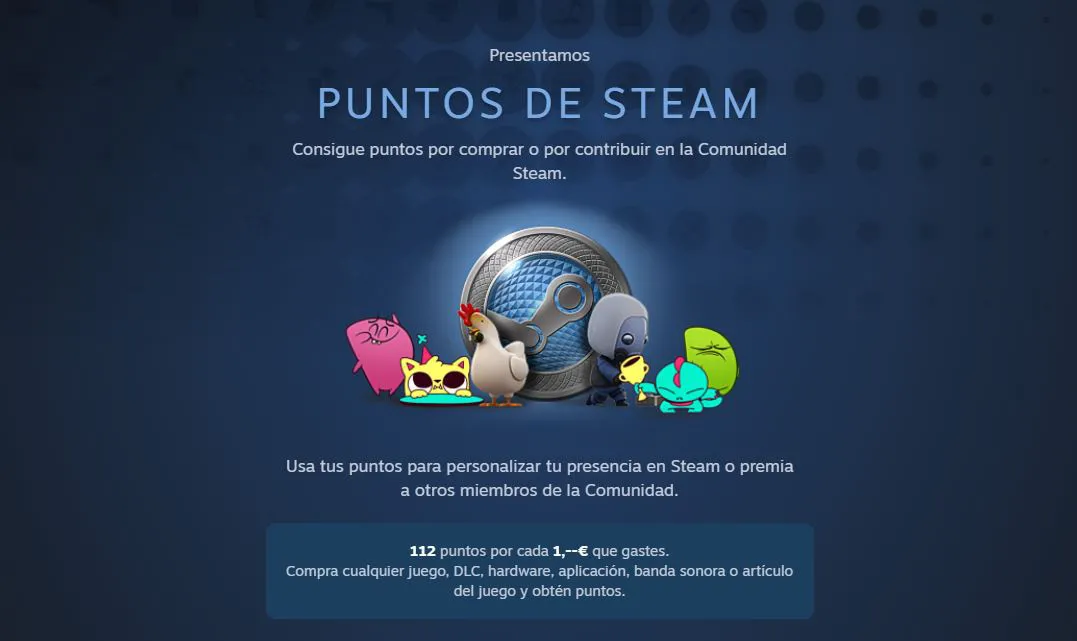 Presentamos
PUNTOS DE STEAM
Consigue puntos por comprar o por contribuir en la Comunidad
Steam.
Usa tus puntos para personalizar tu presencia en Steam o premia
a otros miembros de la Comunidad.
112 puntos por cada 1,--€ que gastes.
Compra cualquier juego, DLC, hardware, aplicación, banda sonora o artículo
del juego y obtén puntos.